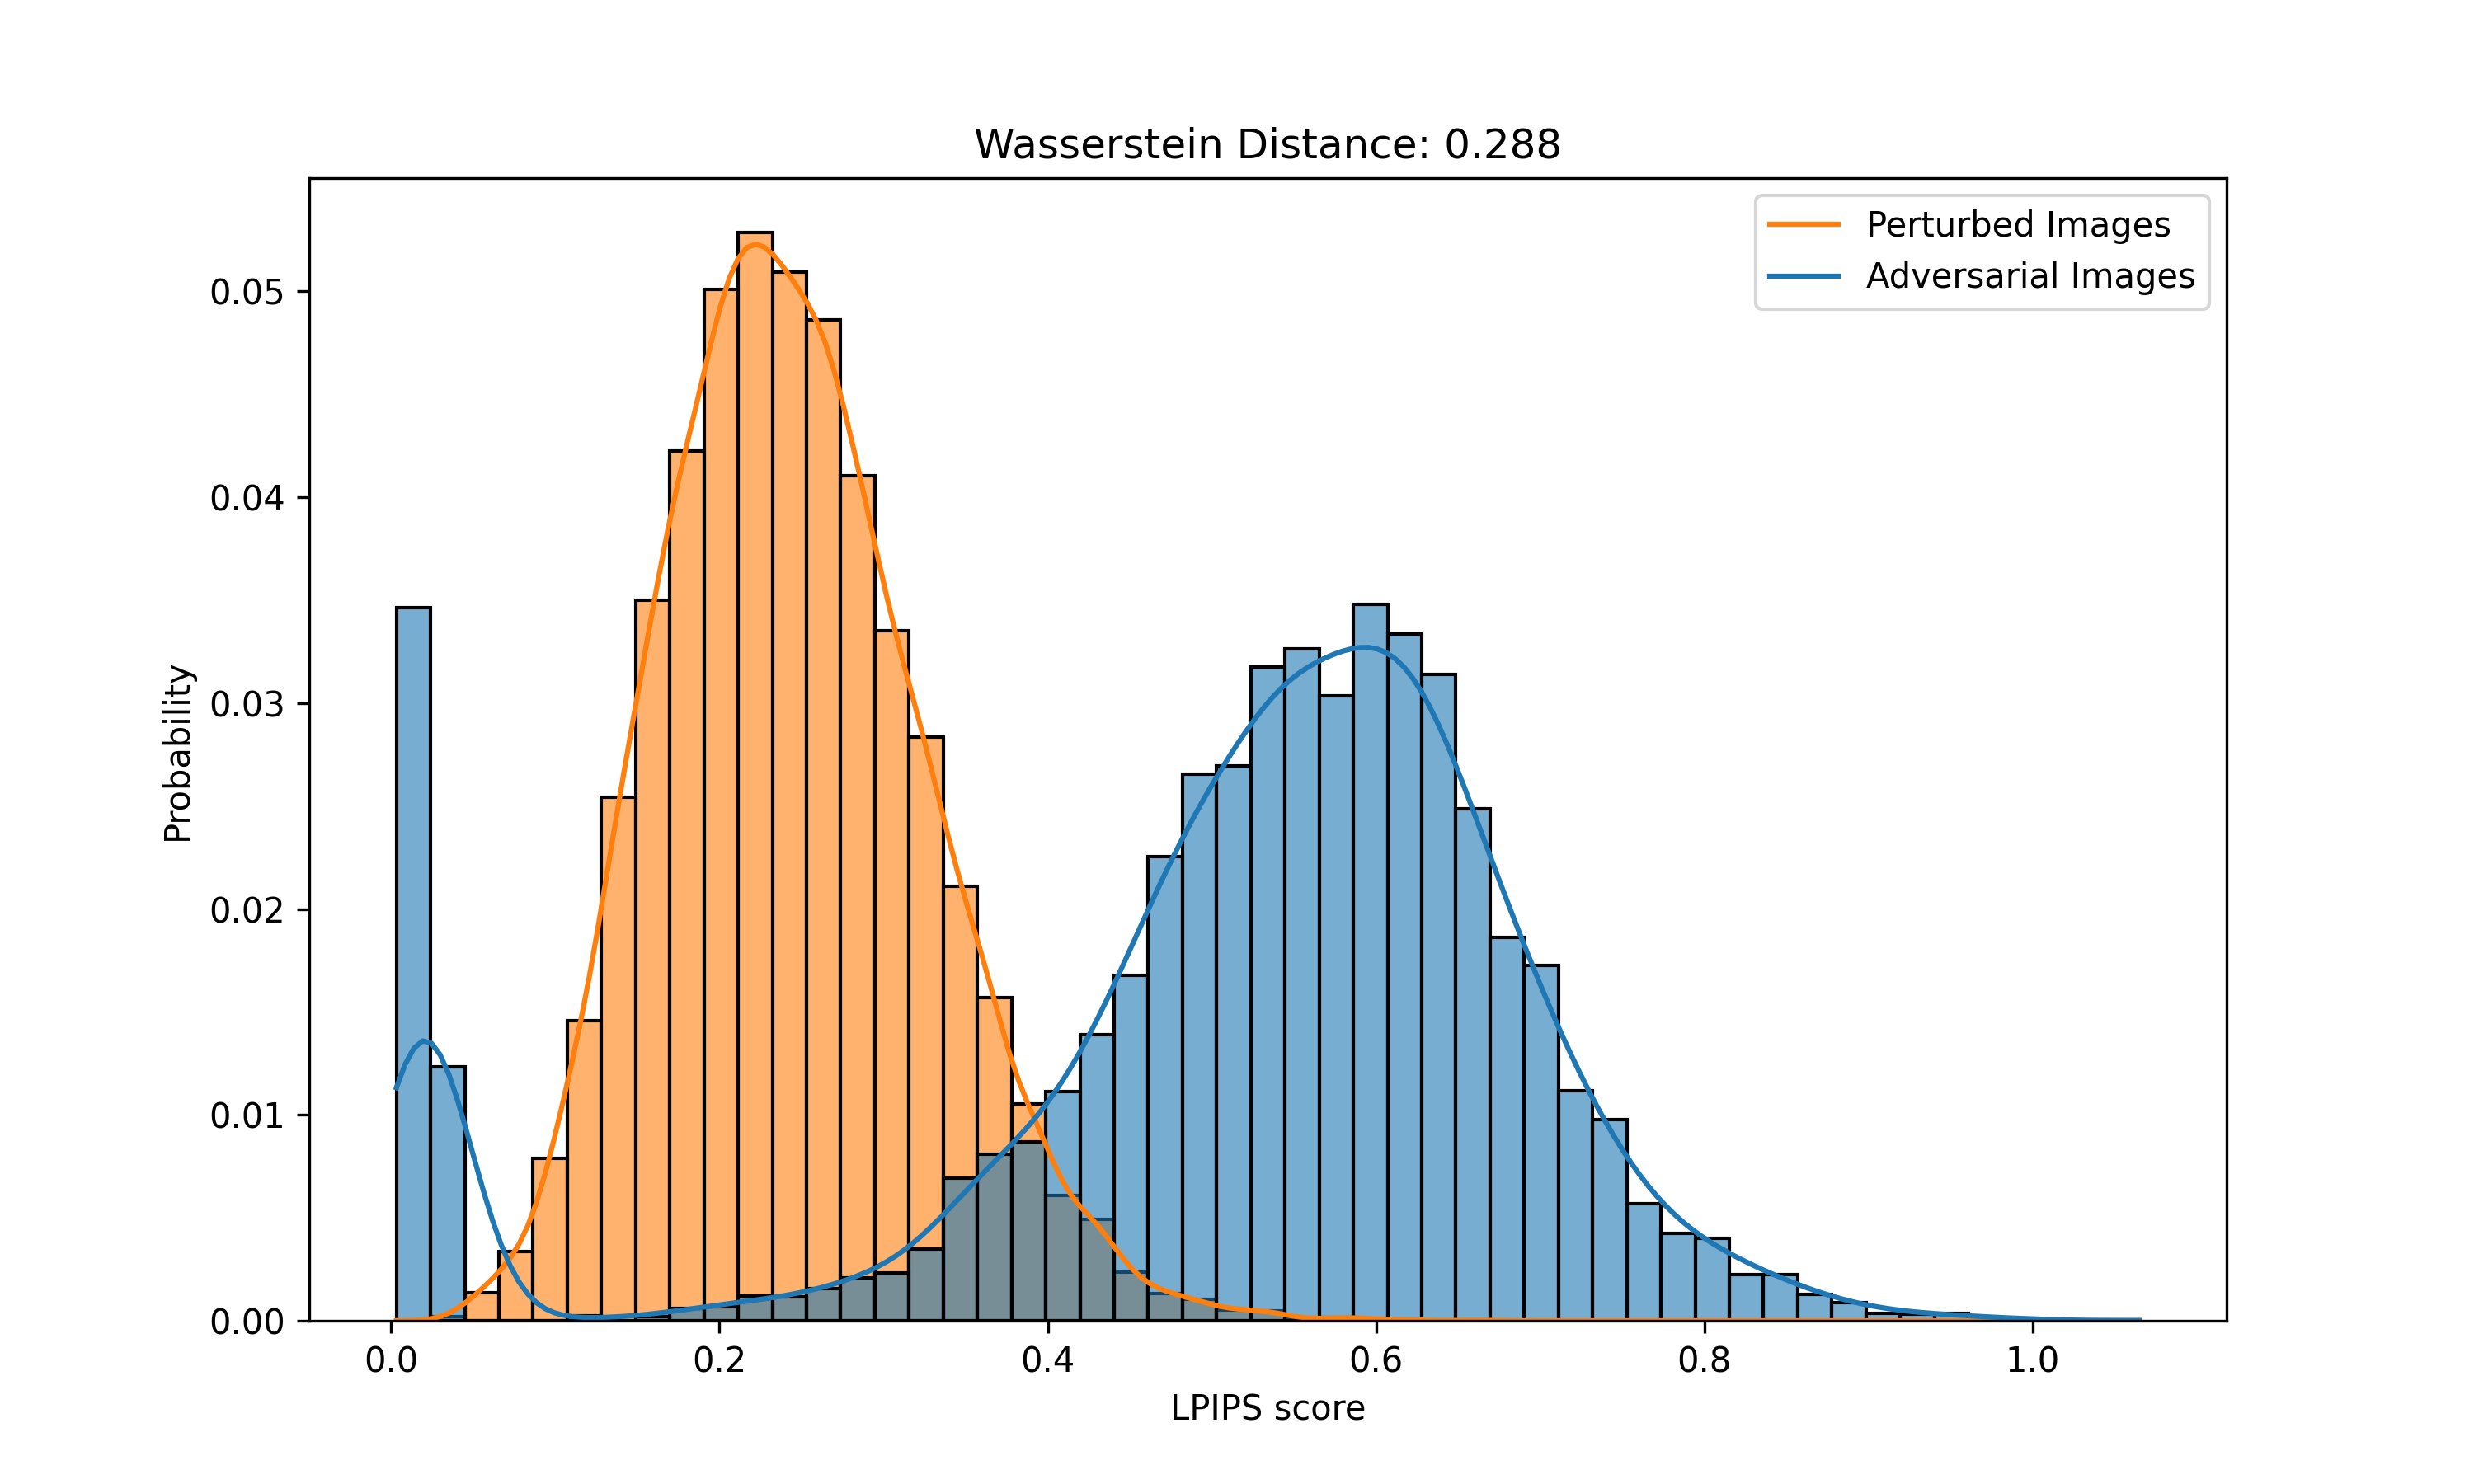 Wasserstein Distance: 0.288
Perturbed Images
Adversarial Images
Probability
0.05
0.04
0.03
0.02
0.01
0.00
0.0 0.2 0.4 0.6 0.8 1.0
LPIPS score